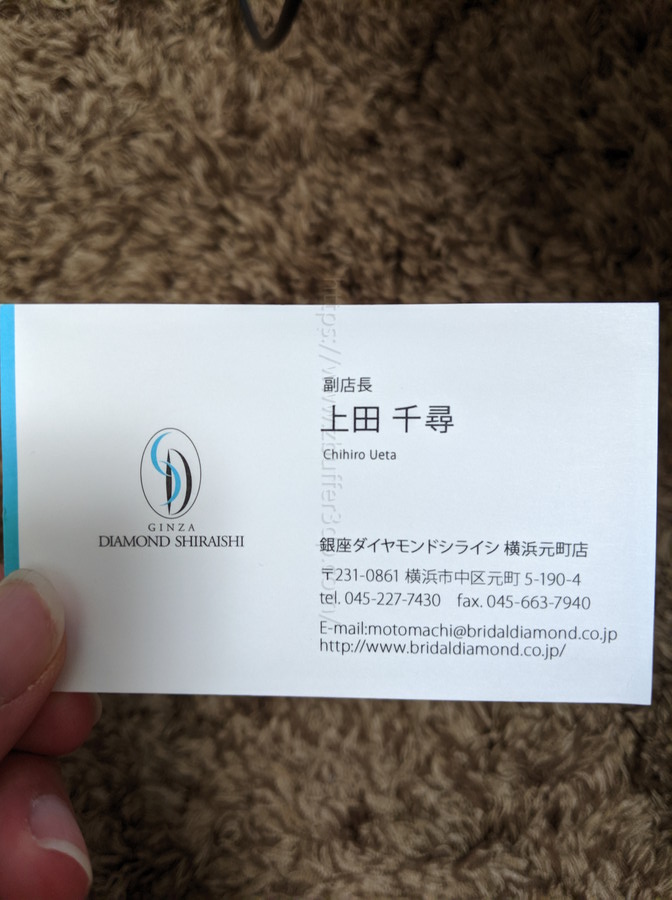 GINZA
DIAMOND SHIRAISHI
副店長
上田 千尋
Chihiro Ueta
銀座ダイヤモンドシライシ 横浜元町店
〒231-0861 横浜市中区元町 5-190-4
tel. 045-227-7430 fax. 045-663-7940
E-mail:motomachi@bridaldiamond.co.jp
http://www.bridaldiamond.co.jp/